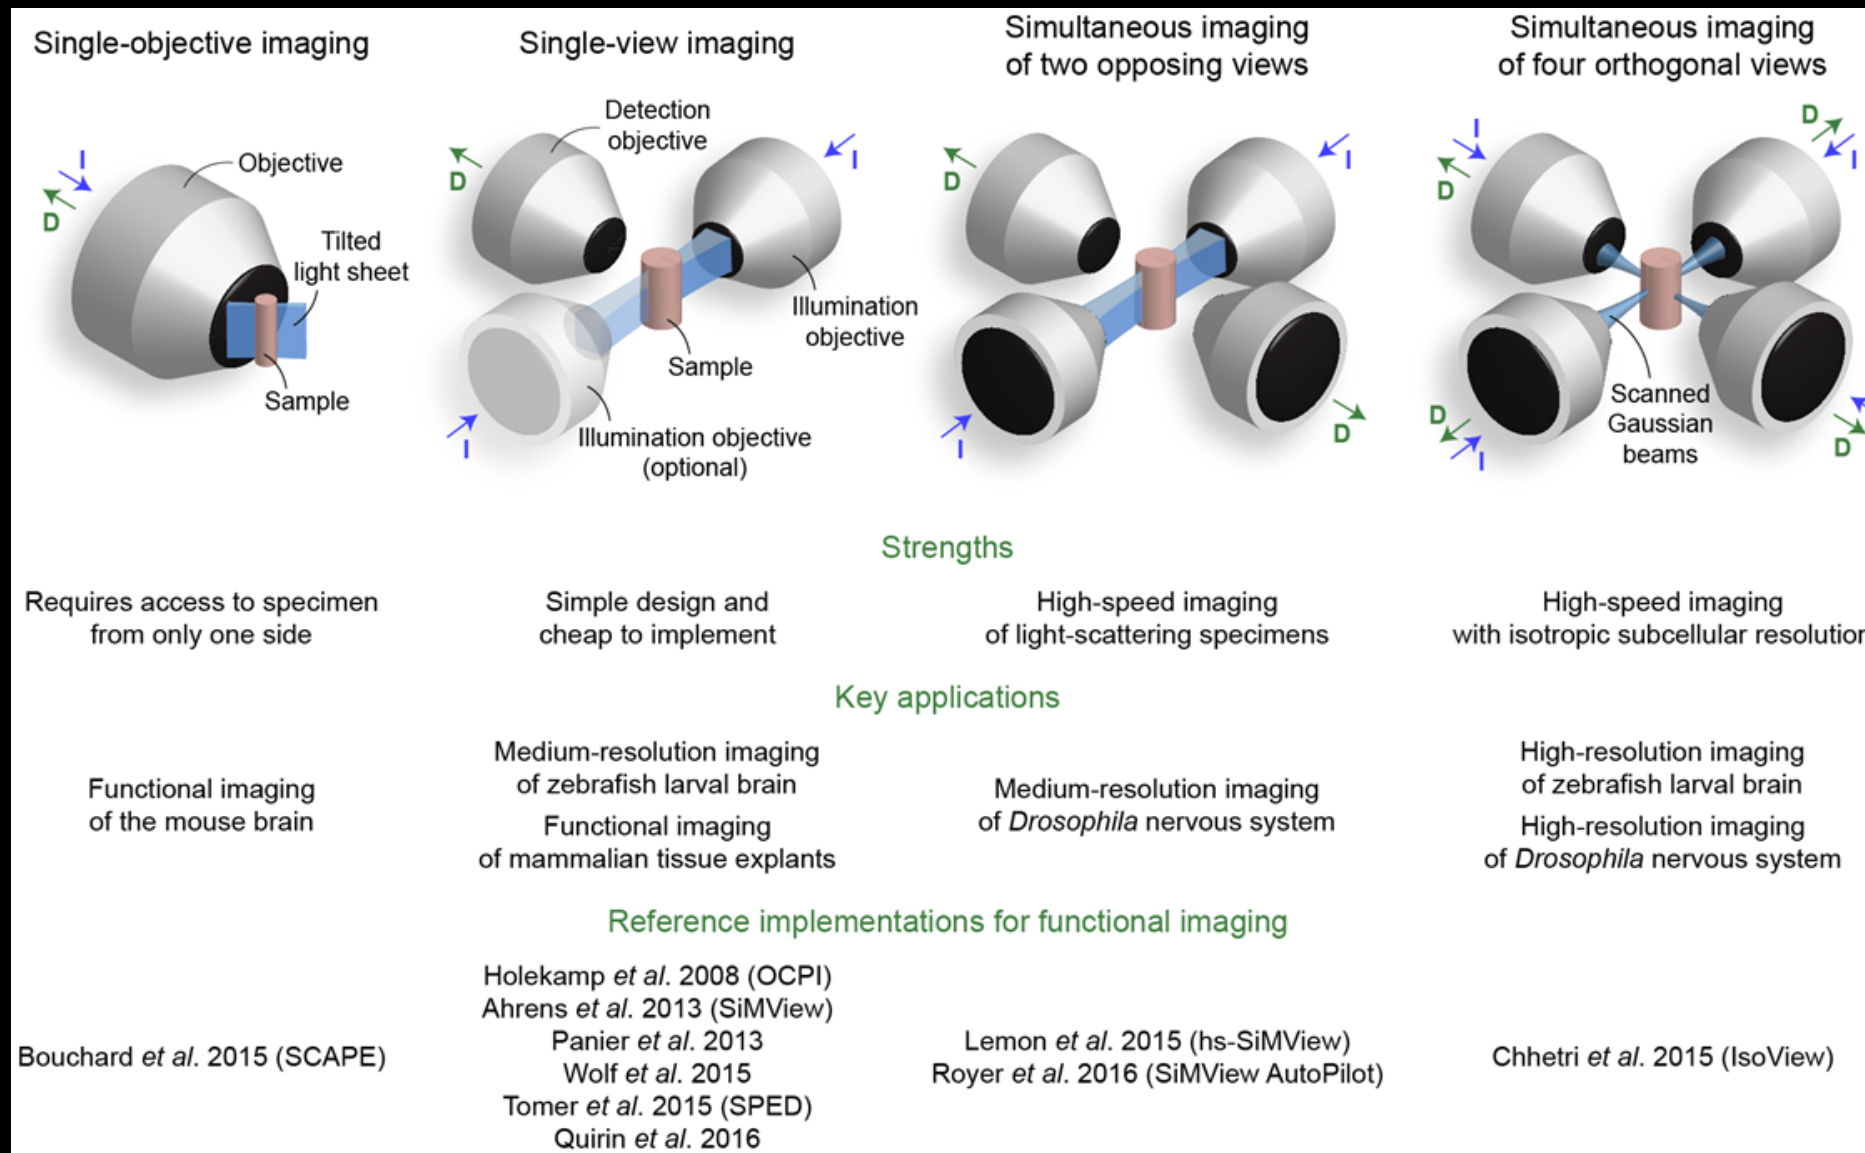 Single-objective imaging
Single-view imaging
Simultaneous imaging
of two opposing views
Simultaneous imaging
of four orthogonal views
I
D
Objective
Tilted
light sheet
Sample
Detection
objective
D
I
Illumination
objective
Sample
Illumination objective
(optional)
I
D
I
I
D
I
D
D
I
Scanned
Gaussian
beams
D
I
D
Strengths
Requires access to specimen
from only one side
Simple design and
cheap to implement
High-speed imaging
of light-scattering specimens
High-speed imaging
with isotropic subcellular resolution
Key applications
Functional imaging
of the mouse brain
Medium-resolution imaging
of zebrafish larval brain
Functional imaging
of mammalian tissue explants
Medium-resolution imaging
of Drosophila nervous system
High-resolution imaging
of zebrafish larval brain
High-resolution imaging
of Drosophila nervous system
Reference implementations for functional imaging
Bouchard et al. 2015 (SCAPE)
Holekamp et al. 2008 (OCPI)
Ahrens et al. 2013 (SiMView)
Panier et al. 2013
Wolf et al. 2015
Tomer et al. 2015 (SPED)
Quirin et al. 2016
Lemon et al. 2015 (hs-SiMView)
Royer et al. 2016 (SiMView AutoPilot)
Chhetri et al. 2015 (IsoView)